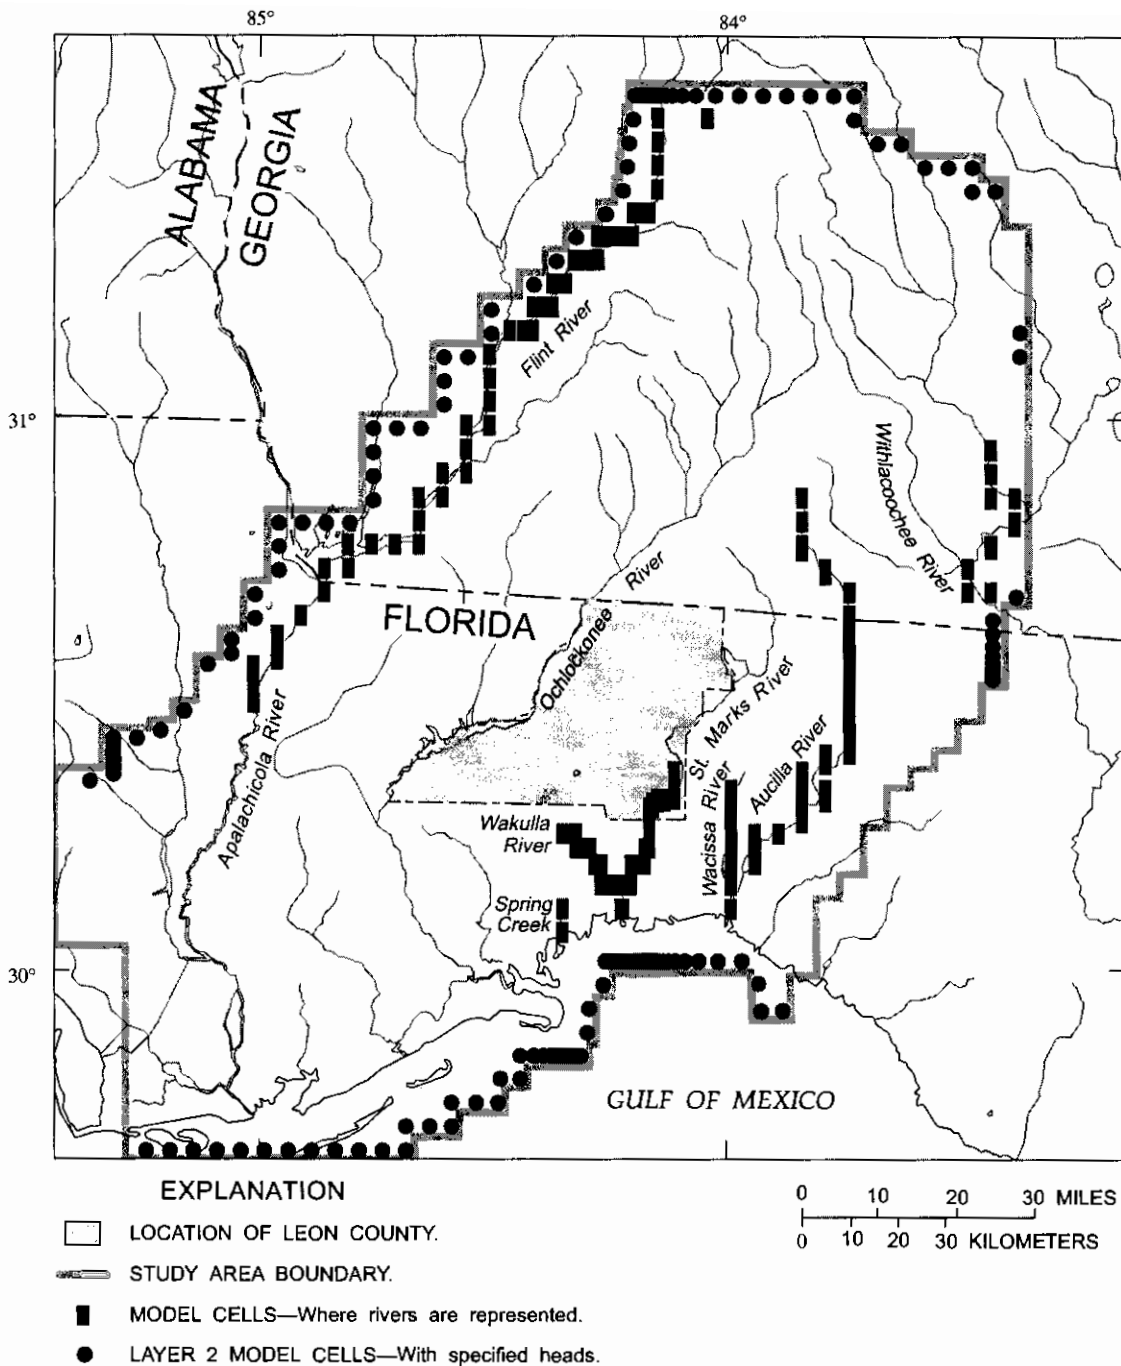 85°
84°
ALABAMA
GEORGIA
Flint River
31°
Withlacoochee
River
River
FLORIDA
Ochlockonee
St. Marks River
Aucilla River
Wacissa River
Apalachicola River
Wakulla
River
Spring
Creek
30°
GULF OF MEXICO
EXPLANATION
LOCATION OF LEON COUNTY.
STUDY AREA BOUNDARY.
MODEL CELLS—Where rivers are represented.
LAYER 2 MODEL CELLS—With specified heads.
0 10 20 30 MILES
0 10 20 30 KILOMETERS